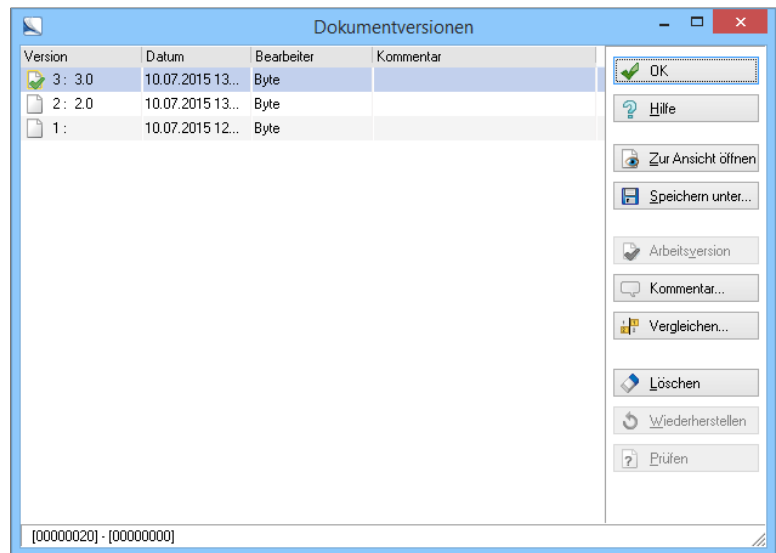 Dokumentversionen
Version Datum Bearbeiter Kommentar
3 : 3.0 10.07.2015 13... Byte
2 : 2.0 10.07.2015 13... Byte
1 : 10.07.2015 12... Byte
OK
Hilfe
Zur Ansicht öffnen
Speichern unter...
Arbeitsversion
Kommentar...
Vergleichen...
Löschen
Wiederherstellen
Prüfen
[00000020] - [00000000]